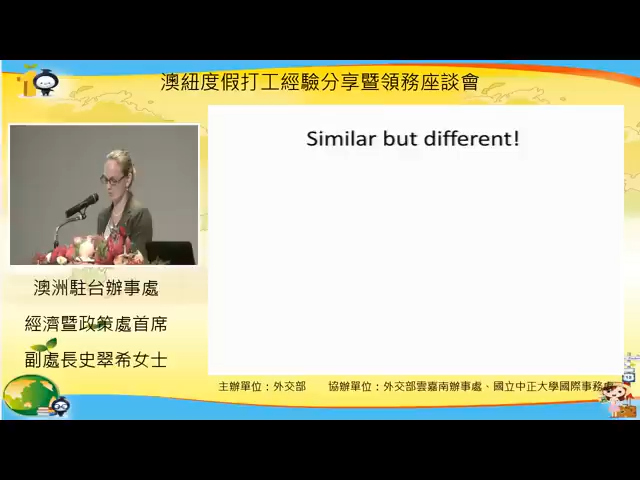 澳紐度假打工經驗分享暨領務座談會
Similar but different!
澳洲駐台辦事處
經濟暨政策處首席
副處長史翠希女士
主辦單位：外交部 協辦單位：外交部雲嘉南辦事處、國立中正大學國際事務處